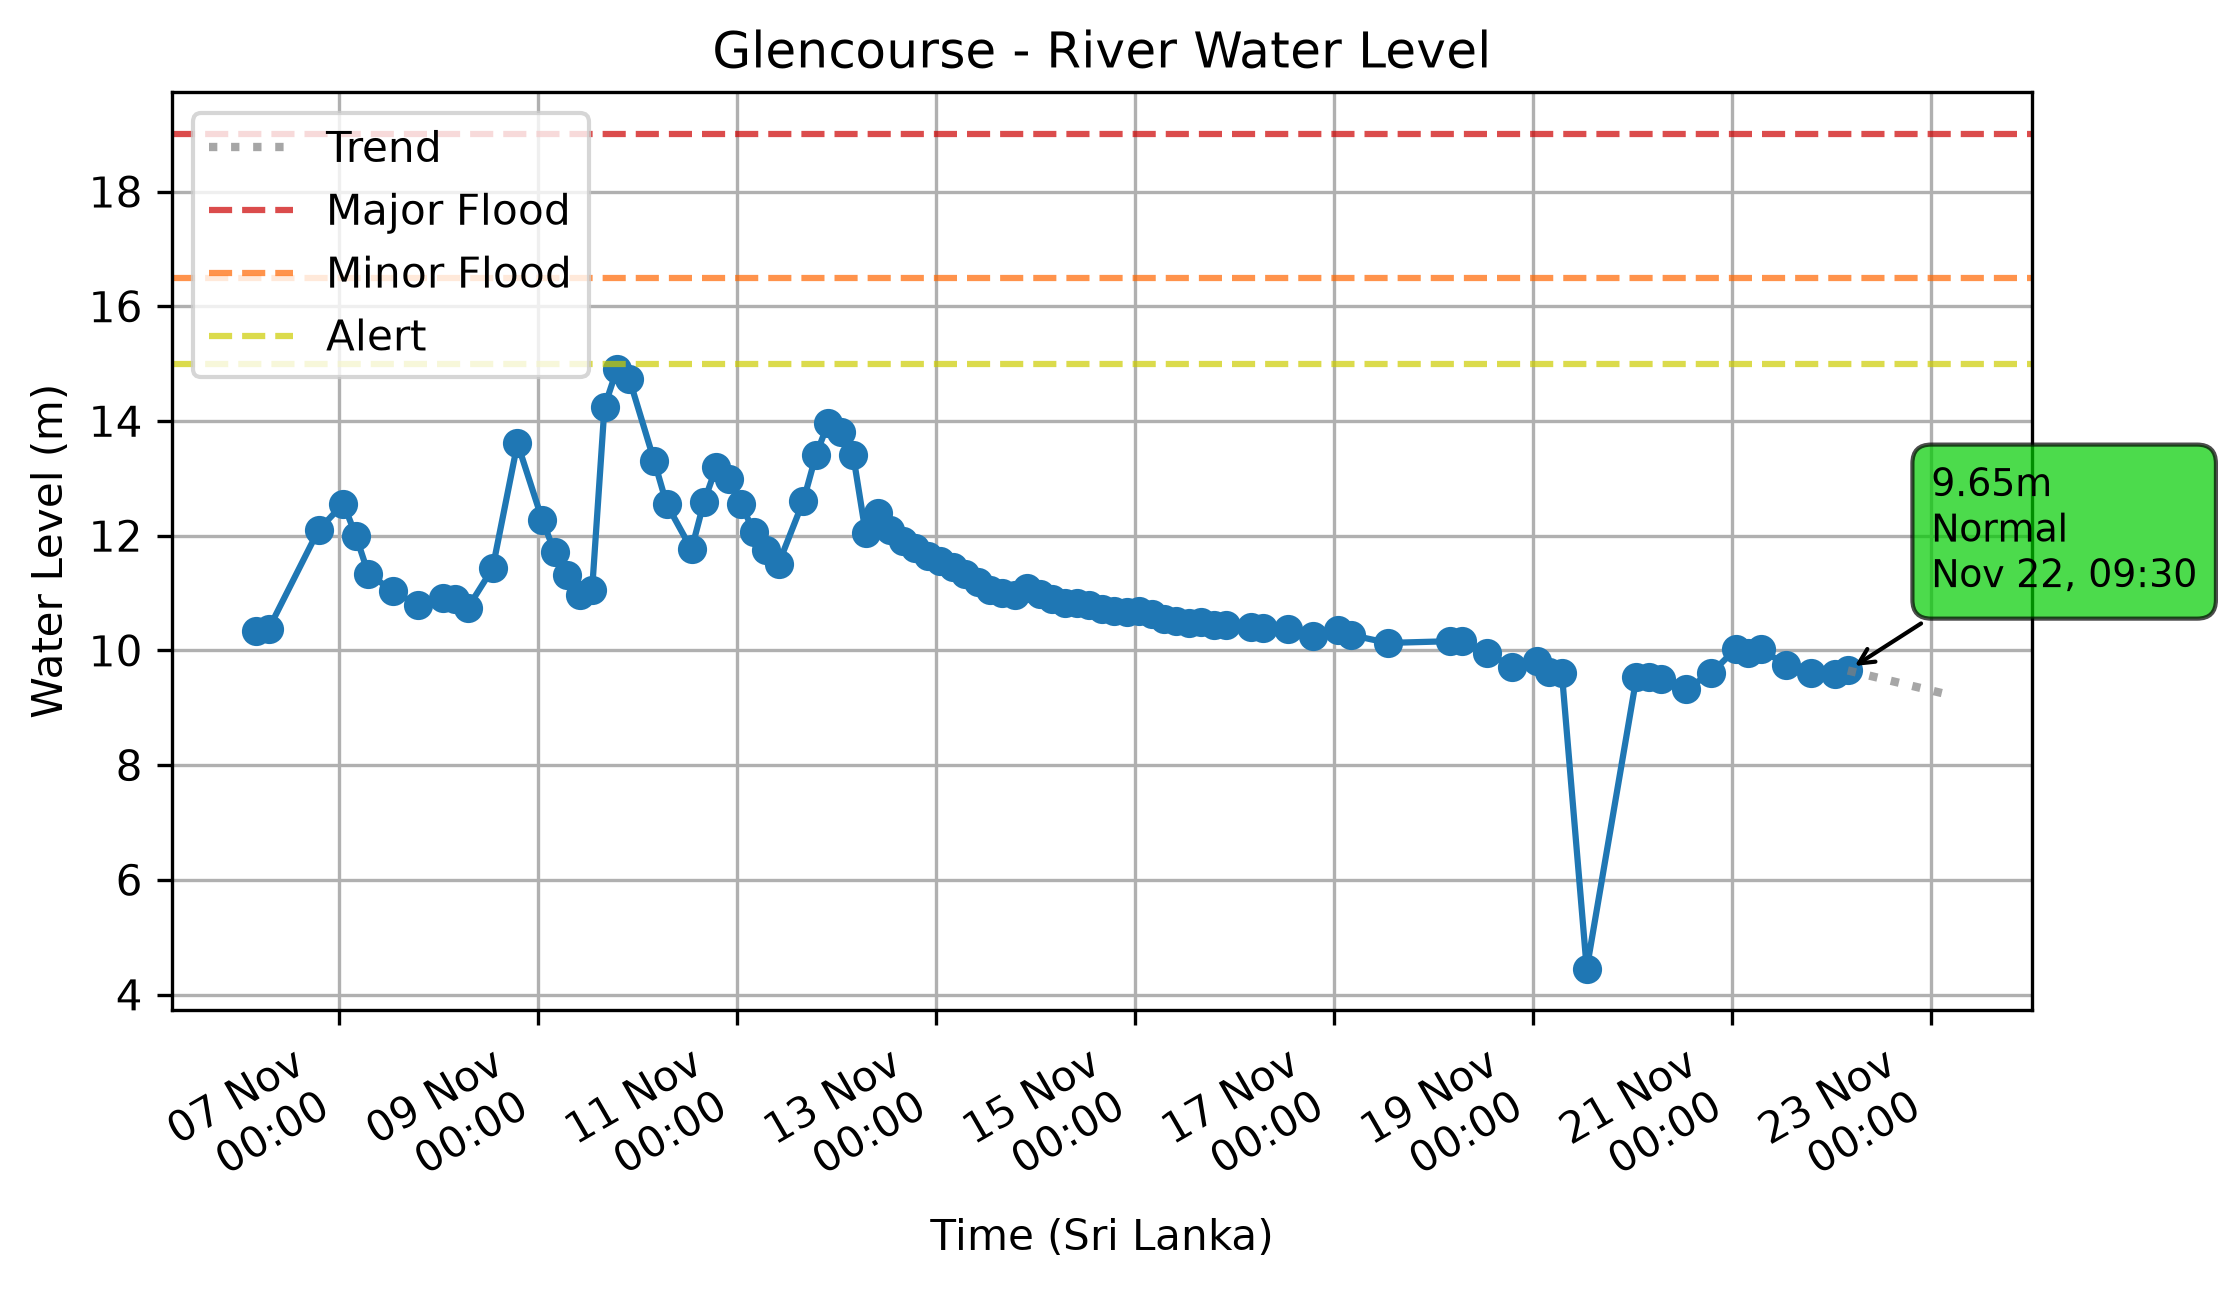 Glencourse - River Water Level
Trend
Major Flood
Minor Flood
Alert
18
16
14
12
10
8
6
4
Water Level (m)
9.65m
Normal
Nov 22, 09:30
07 Nov
00:00
09 Nov
00:00
11 Nov
00:00
13 Nov
00:00
15 Nov
00:00
17 Nov
00:00
19 Nov
00:00
21 Nov
00:00
23 Nov
00:00
Time (Sri Lanka)